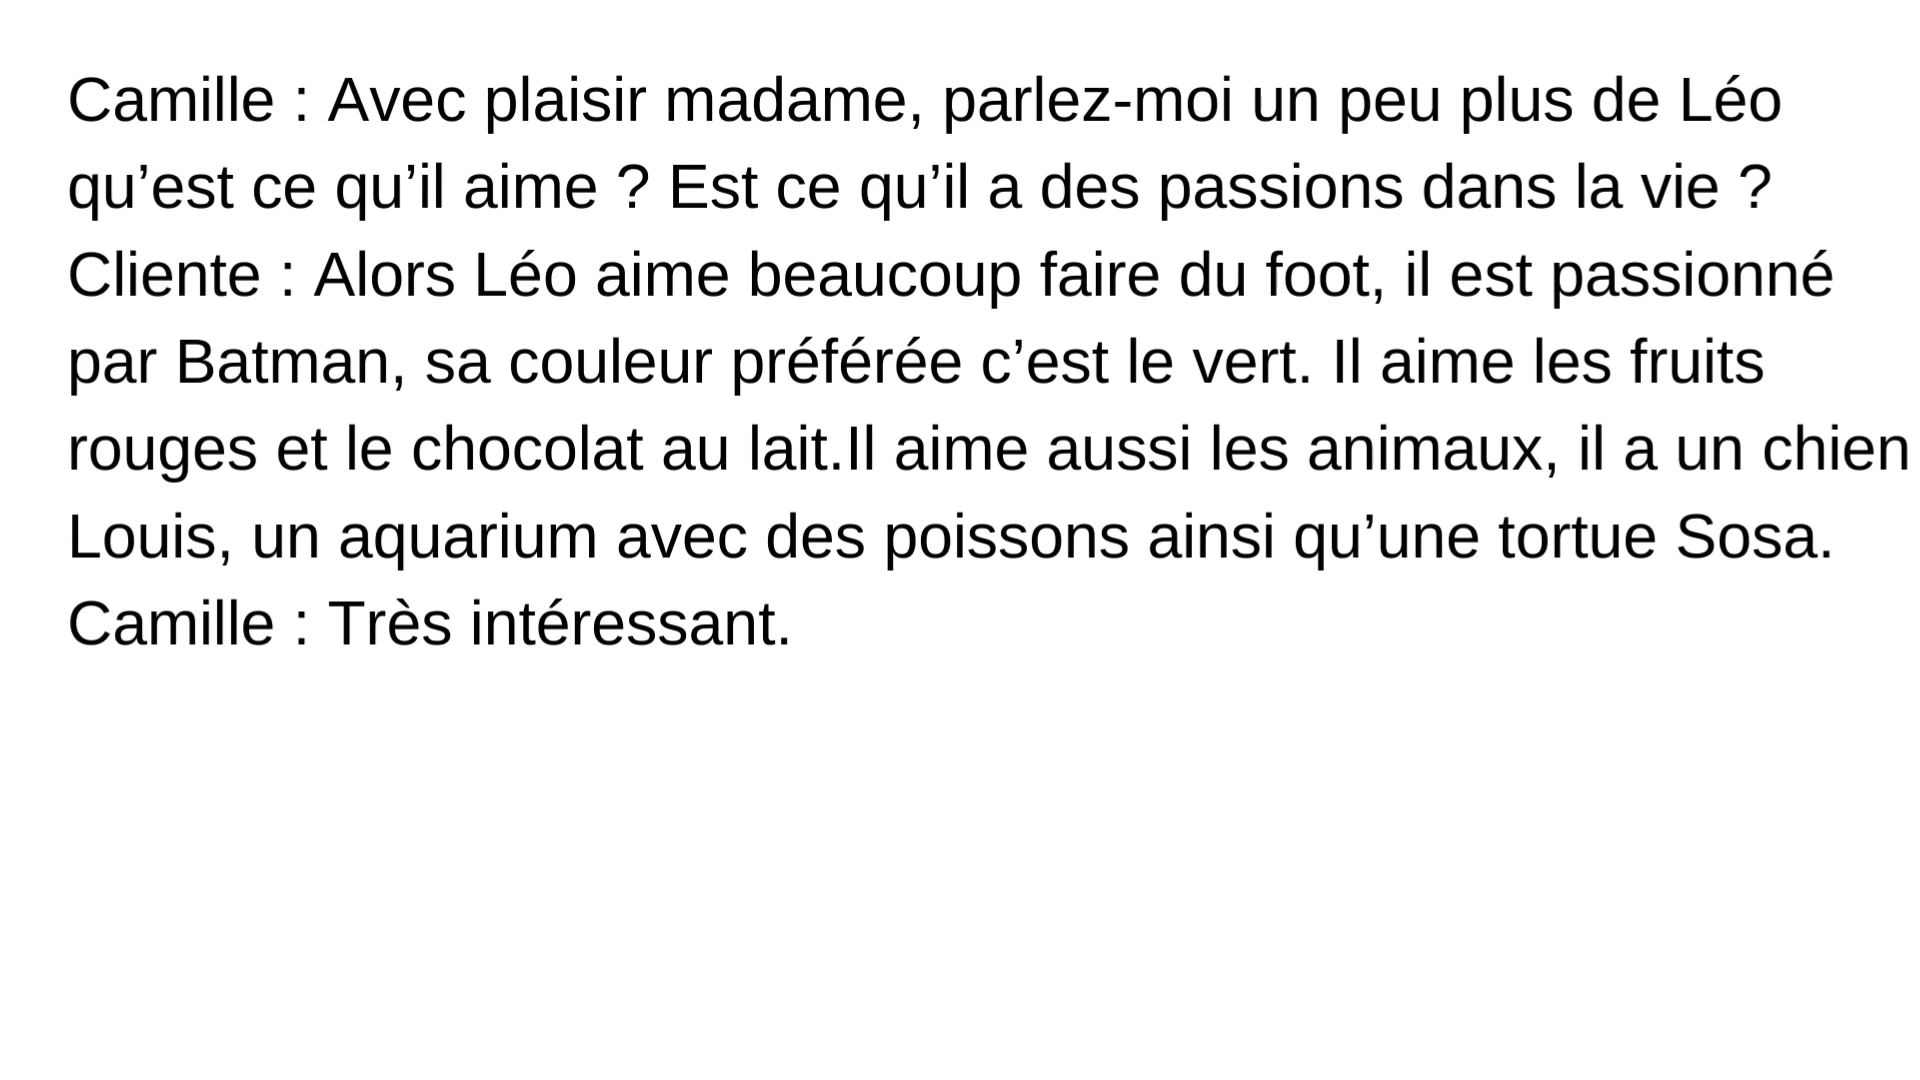 Camille : Avec plaisir madame, parlez-moi un peu plus de Léo
qu’est ce qu’il aime ? Est ce qu’il a des passions dans la vie ?
Cliente : Alors Léo aime beaucoup faire du foot, il est passionné
par Batman, sa couleur préférée c’est le vert. Il aime les fruits
rouges et le chocolat au lait.Il aime aussi les animaux, il a un chien
Louis, un aquarium avec des poissons ainsi qu’une tortue Sosa.
Camille : Très intéressant.